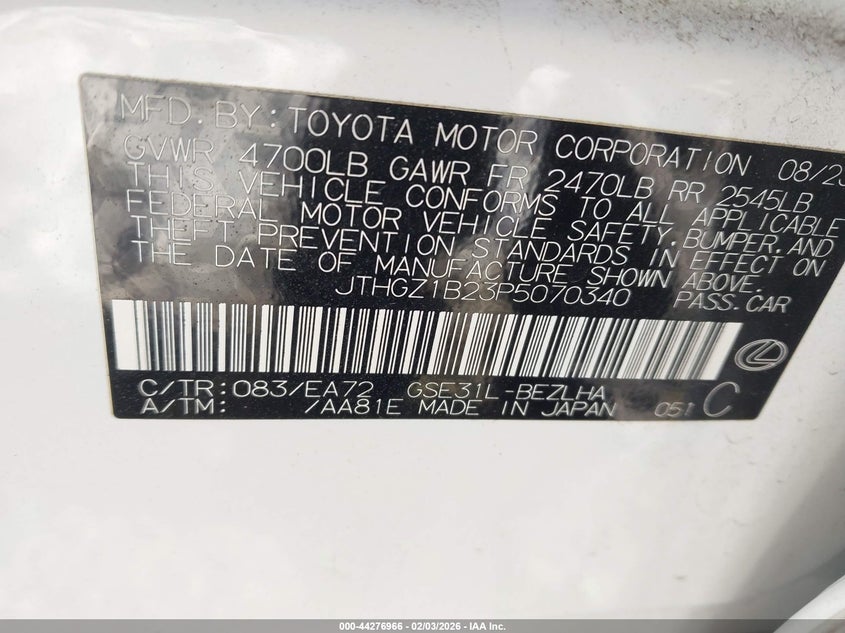 MFD. BY: TOYOTA MOTOR CORPORATION 08/23
GVWR 4700LB GAWR FR 2470LB RR 2545LB
THIS VEHICLE CONFORMS TO ALL APPLICABLE
FEDERAL MOTOR VEHICLE SAFETY, BUMPER, AND
THEFT PREVENTION STANDARDS IN EFFECT ON
THE DATE OF MANUFACTURE SHOWN ABOVE.
JTHGZ1B23P5070340 PASS.CAR
C/TR: 083/EA72 GSE31L-BEZLHA
A/TM: /AA81E MADE IN JAPAN 051 C
000-44276966 - 02/03/2026 - IAA Inc.